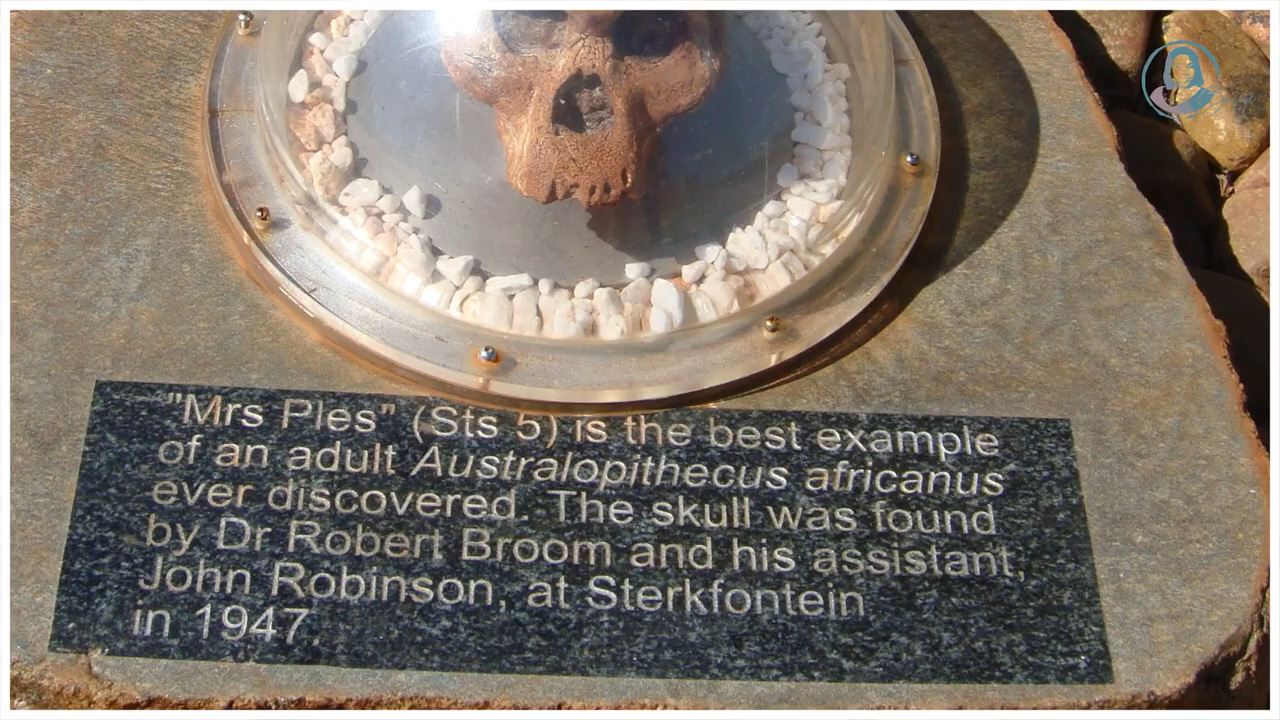 "Mrs Ples" (Sts 5) is the best example
of an adult Australopithecus africanus
ever discovered. The skull was found
by Dr Robert Broom and his assistant,
John Robinson, at Sterkfontein
in 1947.